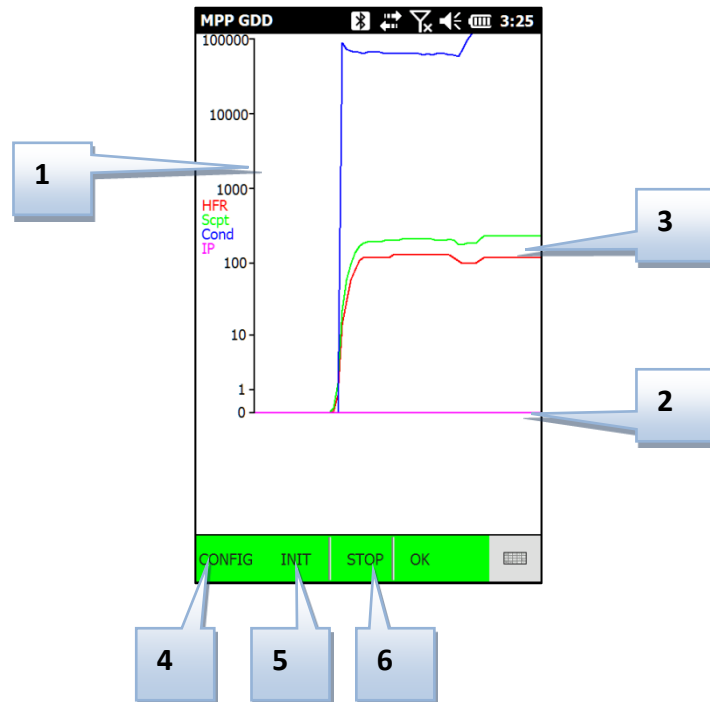 MPP GDD 3:25
100000
10000
1
1000
HFR
Scpt
Cond
IP
3
100
10
1
2
0
CONFIG INIT STOP OK
4 5 6